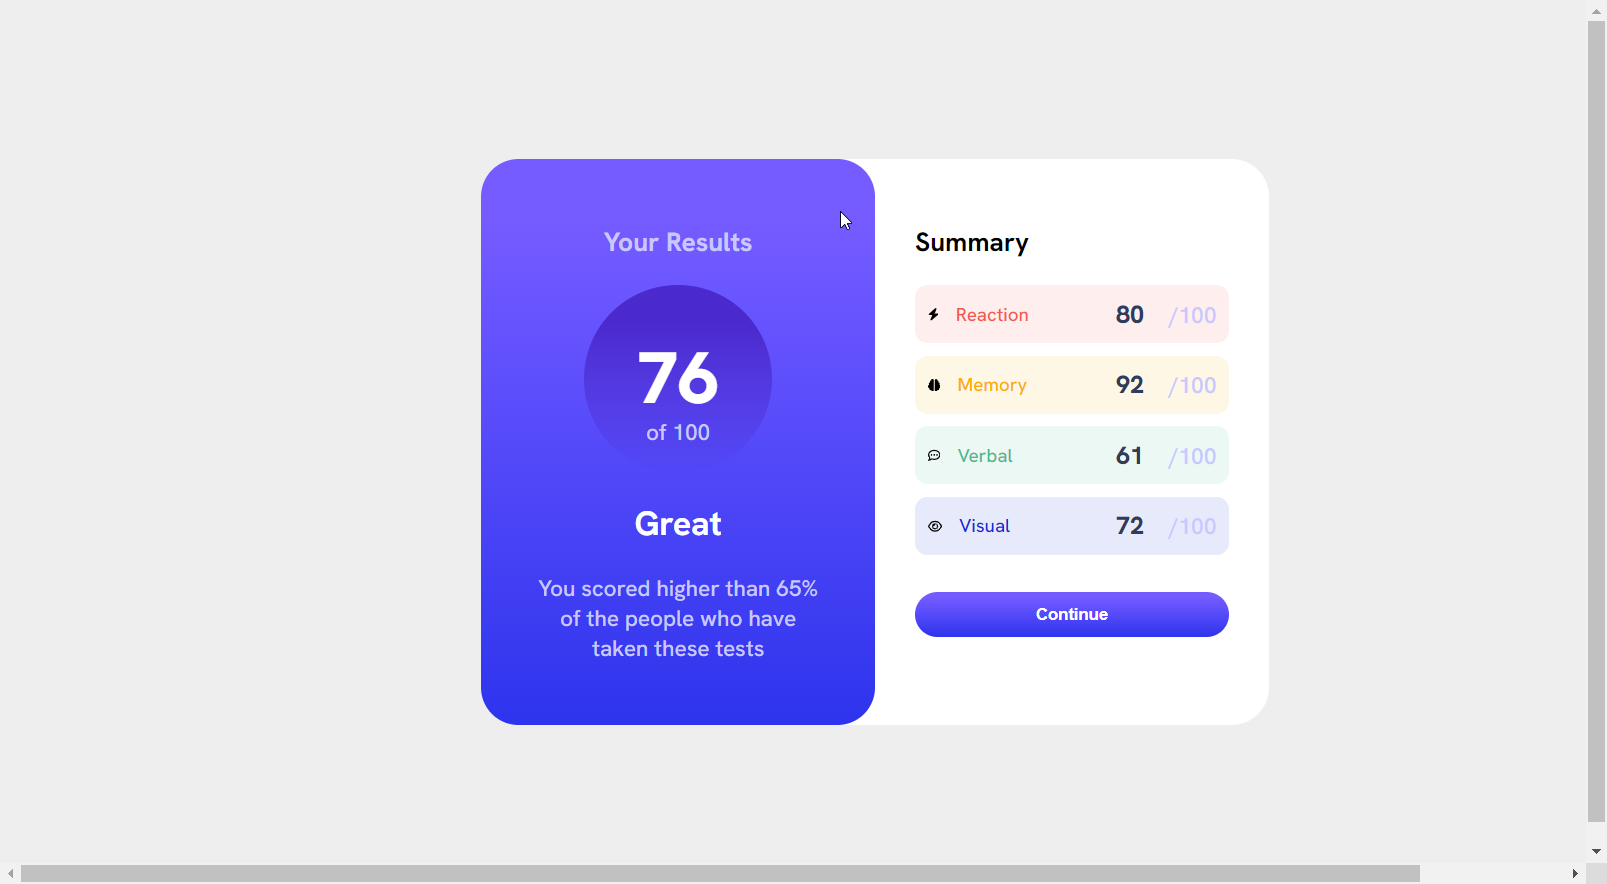 Your Results
76
of 100
Great
You scored higher than 65%
of the people who have
taken these tests
Summary
Reaction 80 /100
Memory 92 /100
Verbal 61 /100
Visual 72 /100
Continue